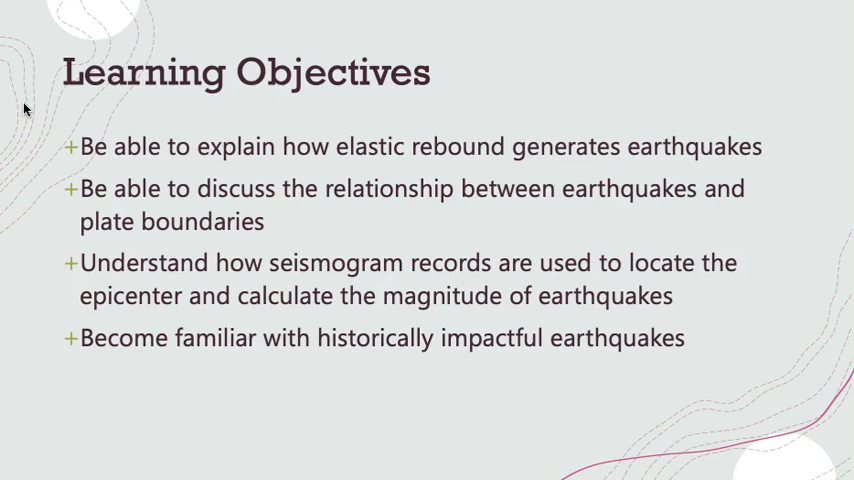 Learning Objectives
+Be able to explain how elastic rebound generates earthquakes
+Be able to discuss the relationship between earthquakes and
plate boundaries
+Understand how seismogram records are used to locate the
epicenter and calculate the magnitude of earthquakes
+Become familiar with historically impactful earthquakes